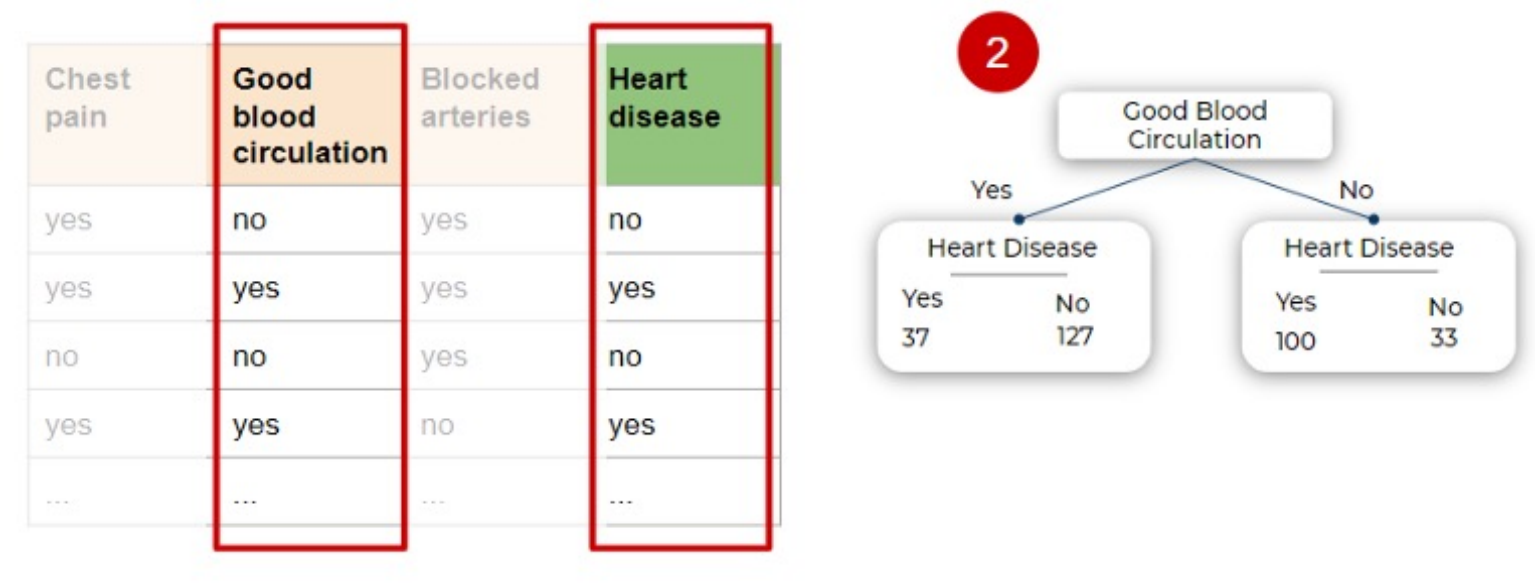 Chest pain
Good blood circulation
Blocked arteries
Heart disease
yes no yes no
yes yes yes yes
no no yes no
yes yes no yes
... ... ... ...
2
Good Blood
Circulation
Yes
No
Heart Disease
Yes No
37 127
Heart Disease
Yes No
100 33